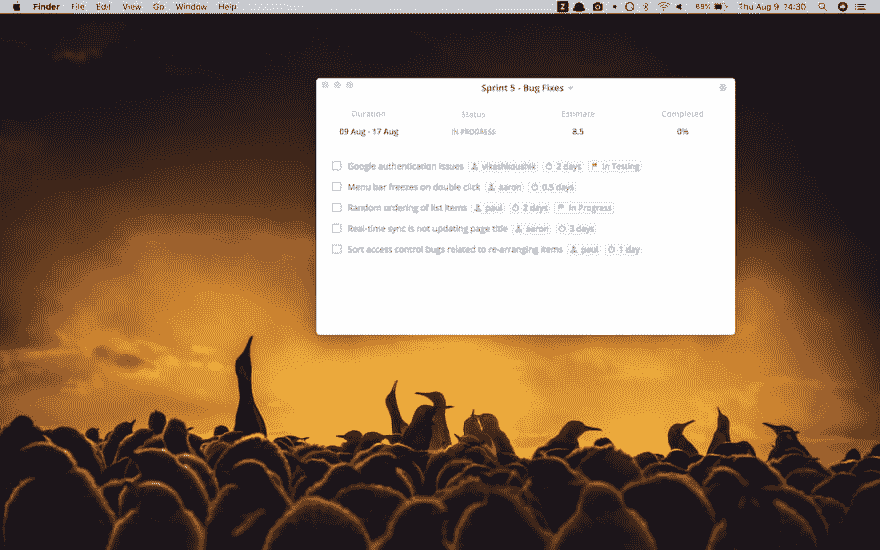 Finder File Edit View Go Window Help Z 69% Thu Aug 9 14:30
Sprint 5 - Bug Fixes
Duration Status Estimate Completed
09 Aug - 17 Aug IN PROGRESS 8.5 0%
Google authentication issues vikashkoushik 2 days In Testing
Menu bar freezes on double click aaron 0.5 days
Random ordering of list items paul 2 days In Progress
Real-time sync is not updating page title aaron 3 days
Sort access control bugs related to re-arranging items paul 1 day